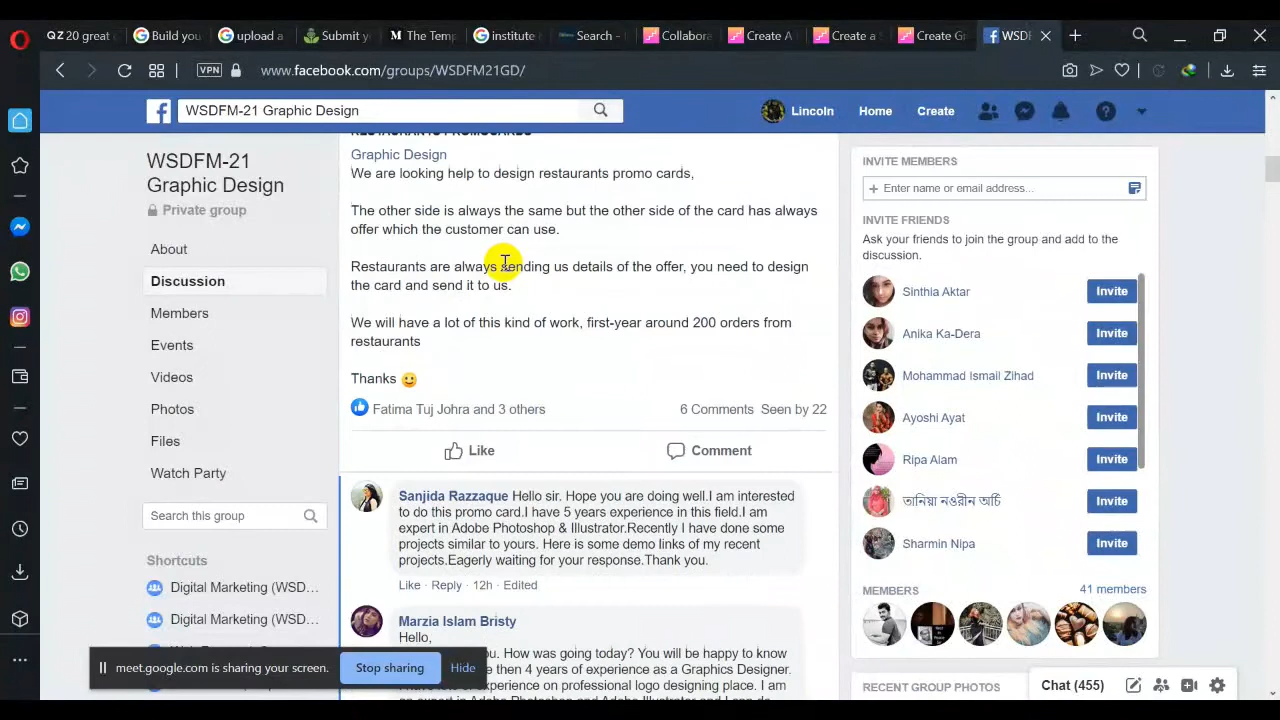 QZ 20 great
Build you
upload a
Submit y
The Temp
institute
Search -
Collabora
Create A
Create a
Create Gr
WSDF
VPN
www.facebook.com/groups/WSDFM21GD/
WSDFM-21 Graphic Design
Lincoln
Home
Create
WSDFM-21
Graphic Design
Private group
About
Discussion
Members
Events
Videos
Photos
Files
Watch Party
Search this group
Shortcuts
Digital Marketing (WSD...
Digital Marketing (WSD...
RESTAURANTS PROMOCARDS
Graphic Design
We are looking help to design restaurants promo cards,
The other side is always the same but the other side of the card has always
offer which the customer can use.
Restaurants are always sending us details of the offer, you need to design
the card and send it to us.
We will have a lot of this kind of work, first-year around 200 orders from
restaurants
Thanks
Fatima Tuj Johra and 3 others
6 Comments Seen by 22
Like
Comment
Sanjida Razzaque Hello sir. Hope you are doing well.I am interested
to do this promo card.I have 5 years experience in this field.I am
expert in Adobe Photoshop & Illustrator.Recently I have done some
projects similar to yours. Here is some demo links of my recent
projects.Eagerly waiting for your response.Thank you.
Like · Reply · 12h · Edited
Marzia Islam Bristy
Hello,
ou. How was going today? You will be happy to know
e then 4 years of experience as a Graphics Designer.
experience on professional logo designing place. I am
meet.google.com is sharing your screen.
Stop sharing
Hide
INVITE MEMBERS
+ Enter name or email address...
INVITE FRIENDS
Ask your friends to join the group and add to the
discussion.
Sinthia Aktar
Invite
Anika Ka-Dera
Invite
Mohammad Ismail Zihad
Invite
Ayoshi Ayat
Invite
Ripa Alam
Invite
তানিয়া নওরীন অর্চি
Invite
Sharmin Nipa
Invite
MEMBERS
41 members
RECENT GROUP PHOTOS
Chat (455)